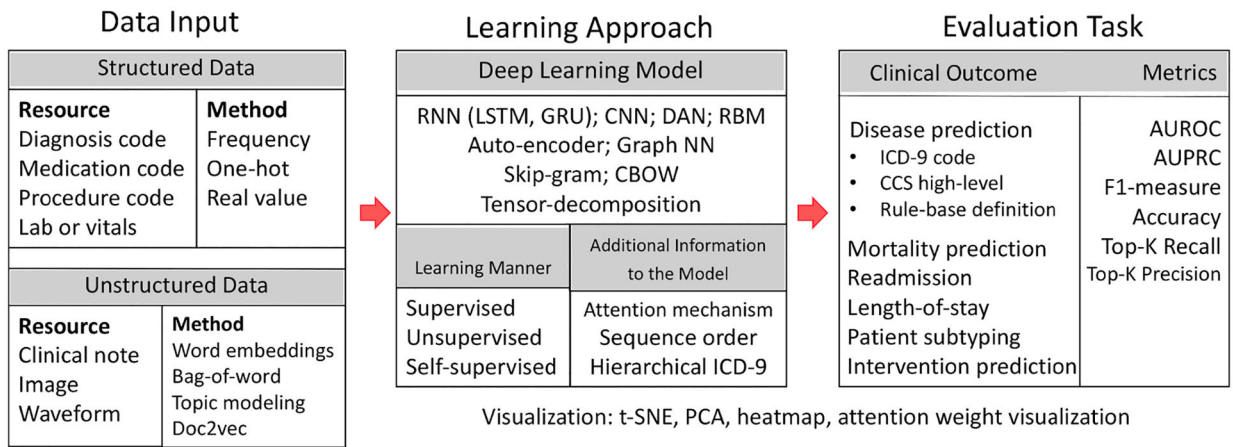 Data Input
Structured Data
Resource
Diagnosis code
Medication code
Procedure code
Lab or vitals
Method
Frequency
One-hot
Real value
Unstructured Data
Resource
Clinical note
Image
Waveform
Method
Word embeddings
Bag-of-word
Topic modeling
Doc2vec
Learning Approach
Deep Learning Model
RNN (LSTM, GRU); CNN; DAN; RBM
Auto-encoder; Graph NN
Skip-gram; CBOW
Tensor-decomposition
Learning Manner
Supervised
Unsupervised
Self-supervised
Additional Information
to the Model
Attention mechanism
Sequence order
Hierarchical ICD-9
Evaluation Task
Clinical Outcome
Disease prediction
• ICD-9 code
• CCS high-level
• Rule-base definition
Mortality prediction
Readmission
Length-of-stay
Patient subtyping
Intervention prediction
Metrics
AUROC
AUPRC
F1-measure
Accuracy
Top-K Recall
Top-K Precision
Visualization: t-SNE, PCA, heatmap, attention weight visualization